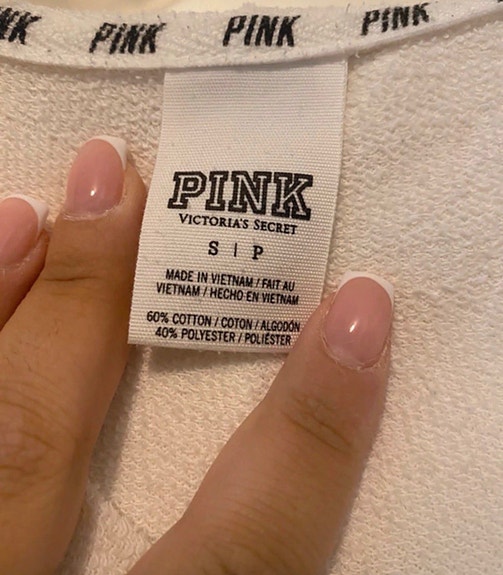 PINK PINK PINK
PINK
VICTORIA'S SECRET
S | P
MADE IN VIETNAM / FAIT AU
VIETNAM / HECHO EN VIETNAM
60% COTTON / COTON / ALGODÓN
40% POLYESTER / POLIÉSTER